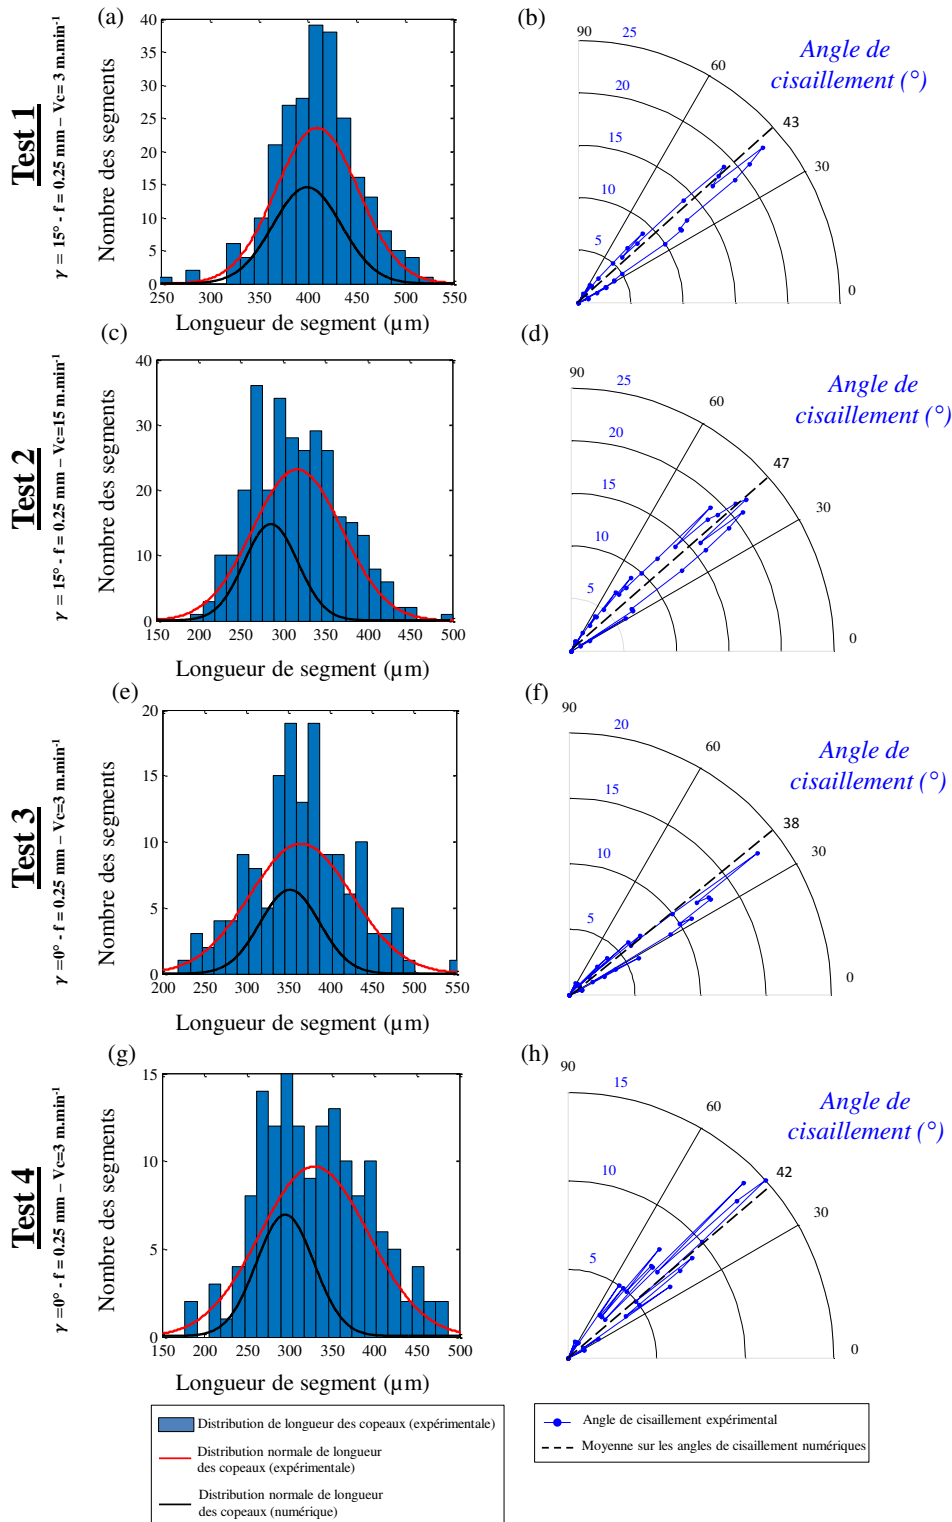 Test 1
γ = 15° - f = 0.25 mm – Vc= 3 m.min-1
(a)
Nombre des segments
40
35
30
25
20
15
10
5
0
250 300 350 400 450 500 550
Longueur de segment (µm)
(b)
Angle de
cisaillement (°)
90
60
43
30
0
25
20
15
10
5
Test 2
γ = 15° - f = 0.25 mm – Vc=15 m.min-1
(c)
Nombre des segments
40
30
20
10
0
150 200 250 300 350 400 450 500
Longueur de segment (µm)
(d)
Angle de
cisaillement (°)
90
60
47
30
0
25
20
15
10
5
Test 3
γ =0° - f = 0.25 mm – Vc=3 m.min-1
(e)
Nombre des segments
20
15
10
5
0
200 250 300 350 400 450 500 550
Longueur de segment (µm)
(f)
Angle de
cisaillement (°)
90
60
38
30
0
20
15
10
5
Test 4
γ =0° - f = 0.25 mm – Vc=3 m.min-1
(g)
Nombre des segments
15
10
5
0
150 200 250 300 350 400 450 500
Longueur de segment (µm)
(h)
Angle de
cisaillement (°)
90
60
42
30
0
15
10
5
Distribution de longueur des copeaux (expérimentale)
Distribution normale de longueur
des copeaux (expérimentale)
Distribution normale de longueur
des copeaux (numérique)
Angle de cisaillement expérimental
Moyenne sur les angles de cisaillement numériques